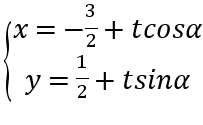 x = −3/2 + tcosα
y = 1/2 + tsinα